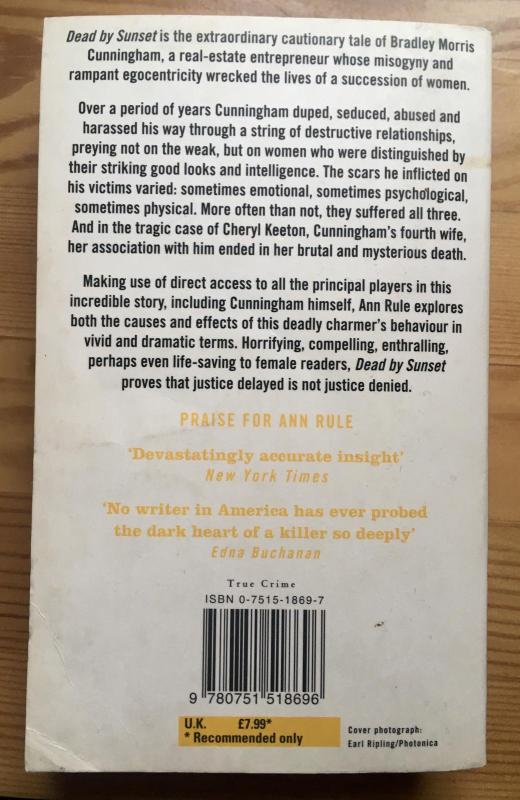 Dead by Sunset is the extraordinary cautionary tale of Bradley Morris
Cunningham, a real-estate entrepreneur whose misogyny and
rampant egocentricity wrecked the lives of a succession of women.
Over a period of years Cunningham duped, seduced, abused and
harassed his way through a string of destructive relationships,
preying not on the weak, but on women who were distinguished by
their striking good looks and intelligence. The scars he inflicted on
his victims varied: sometimes emotional, sometimes psychological,
sometimes physical. More often than not, they suffered all three.
And in the tragic case of Cheryl Keeton, Cunningham's fourth wife,
her association with him ended in her brutal and mysterious death.
Making use of direct access to all the principal players in this
incredible story, including Cunningham himself, Ann Rule explores
both the causes and effects of this deadly charmer's behaviour in
vivid and dramatic terms. Horrifying, compelling, enthralling,
perhaps even life-saving to female readers, Dead by Sunset
proves that justice delayed is not justice denied.
PRAISE FOR ANN RULE
'Devastatingly accurate insight'
New York Times
'No writer in America has ever probed
the dark heart of a killer so deeply'
Edna Buchanan
True Crime
ISBN 0-7515-1869-7
9 780751 518696
U.K. £7.99*
* Recommended only
Cover photograph:
Earl Ripling/Photonica